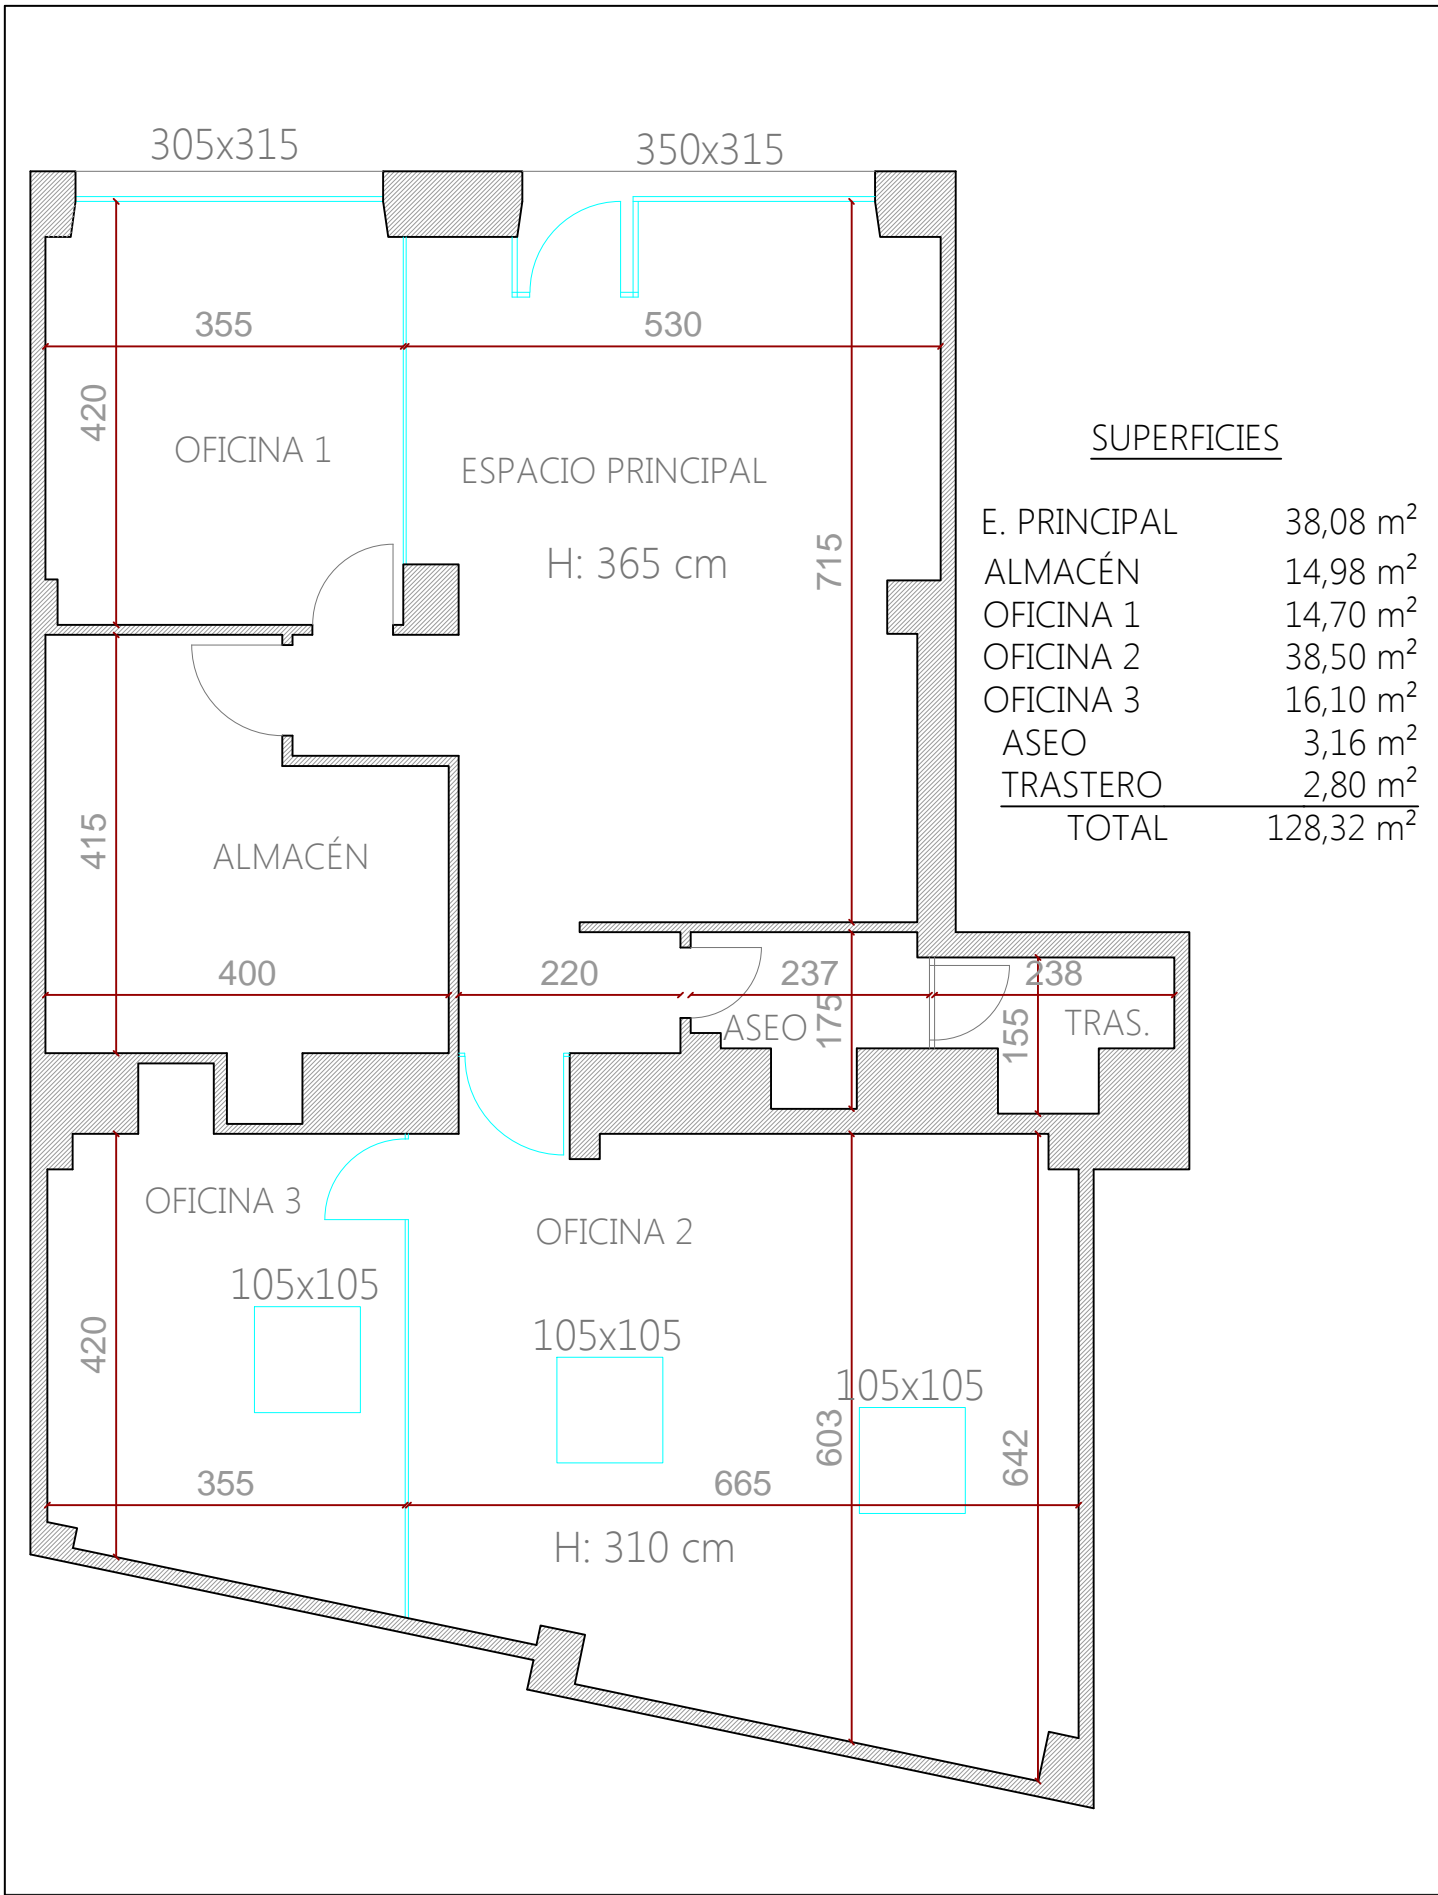 305x315
350x315
355
530
420
OFICINA 1
ESPACIO PRINCIPAL
H: 365 cm
715
SUPERFICIES
E. PRINCIPAL 38,08 m²
ALMACÉN 14,98 m²
OFICINA 1 14,70 m²
OFICINA 2 38,50 m²
OFICINA 3 16,10 m²
ASEO 3,16 m²
TRASTERO 2,80 m²
TOTAL 128,32 m²
415
ALMACÉN
400
220
237
238
ASEO
175
155
TRAS.
OFICINA 3
OFICINA 2
105x105
105x105
105x105
420
603
642
355
665
H: 310 cm